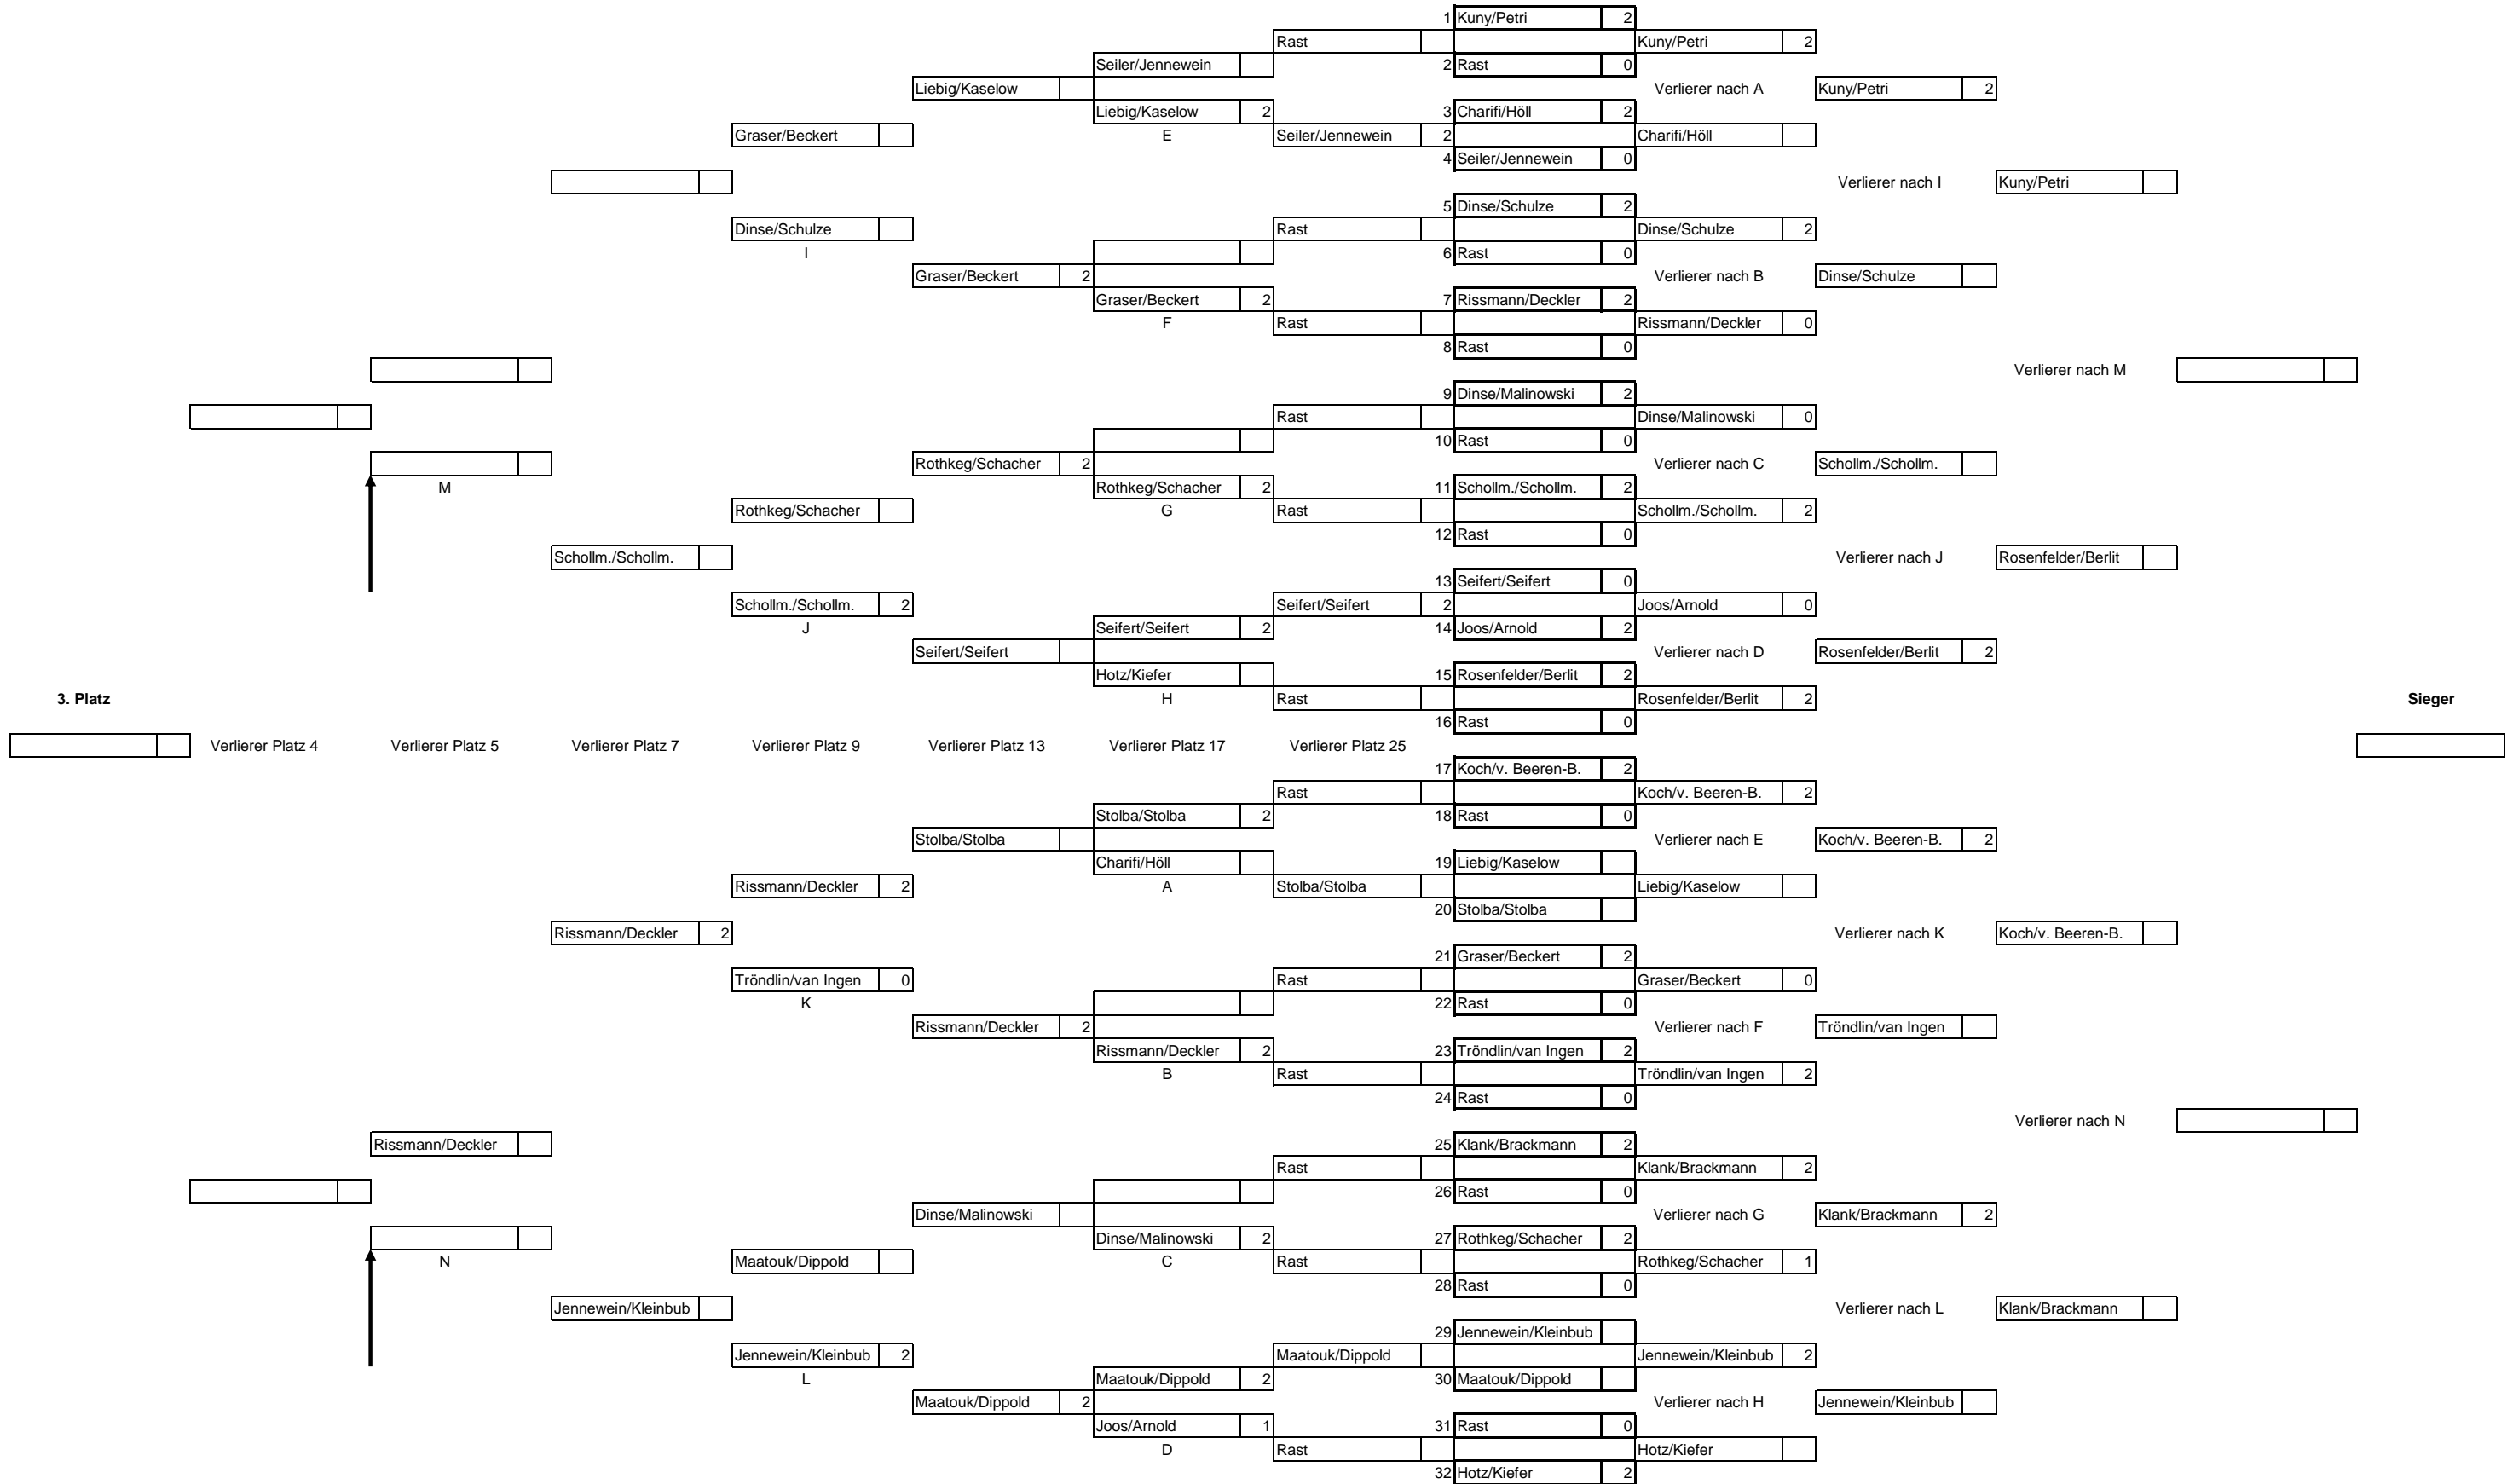 1 Kuny/Petri 2
Rast Kuny/Petri 2
Seiler/Jennewein 2 Rast 0
Liebig/Kaselow Verlierer nach A Kuny/Petri 2
Liebig/Kaselow 2 3 Charifi/Höll 2
Graser/Beckert E Seiler/Jennewein 2 Charifi/Höll
4 Seiler/Jennewein 0
Verlierer nach I Kuny/Petri
5 Dinse/Schulze 2
Dinse/Schulze Rast Dinse/Schulze 2
I 6 Rast 0
Graser/Beckert 2 Verlierer nach B Dinse/Schulze
Graser/Beckert 2 7 Rissmann/Deckler 2
F Rast Rissmann/Deckler 0
8 Rast 0
Verlierer nach M
9 Dinse/Malinowski 2
Rast Dinse/Malinowski 0
10 Rast 0
Rothkeg/Schacher 2 Verlierer nach C Schollm./Schollm.
M Rothkeg/Schacher 2 11 Schollm./Schollm. 2
Rothkeg/Schacher G Rast Schollm./Schollm. 2
12 Rast 0
Schollm./Schollm. Verlierer nach J Rosenfelder/Berlit
13 Seifert/Seifert 0
Schollm./Schollm. 2 Seifert/Seifert 2 Joos/Arnold 0
J Seifert/Seifert 2 14 Joos/Arnold 2
Seifert/Seifert Verlierer nach D Rosenfelder/Berlit 2
Hotz/Kiefer 15 Rosenfelder/Berlit 2
3. Platz H Rast Rosenfelder/Berlit 2 Sieger
16 Rast 0
Verlierer Platz 4 Verlierer Platz 5 Verlierer Platz 7 Verlierer Platz 9 Verlierer Platz 13 Verlierer Platz 17 Verlierer Platz 25
17 Koch/v. Beeren-B. 2
Rast Koch/v. Beeren-B. 2
Stolba/Stolba 2 18 Rast 0
Stolba/Stolba Verlierer nach E Koch/v. Beeren-B. 2
Charifi/Höll 19 Liebig/Kaselow
Rissmann/Deckler 2 A Stolba/Stolba Liebig/Kaselow
20 Stolba/Stolba
Rissmann/Deckler 2 Verlierer nach K Koch/v. Beeren-B.
21 Graser/Beckert 2
Tröndlin/van Ingen 0 Rast Graser/Beckert 0
K 22 Rast 0
Rissmann/Deckler 2 Verlierer nach F Tröndlin/van Ingen
Rissmann/Deckler 2 23 Tröndlin/van Ingen 2
B Rast Tröndlin/van Ingen 2
24 Rast 0
Verlierer nach N
Rissmann/Deckler 25 Klank/Brackmann 2
Rast Klank/Brackmann 2
26 Rast 0
Dinse/Malinowski Verlierer nach G Klank/Brackmann 2
Dinse/Malinowski 2 27 Rothkeg/Schacher 2
N Maatouk/Dippold C Rast Rothkeg/Schacher 1
28 Rast 0
Jennewein/Kleinbub Verlierer nach L Klank/Brackmann
29 Jennewein/Kleinbub
Jennewein/Kleinbub 2 Maatouk/Dippold Jennewein/Kleinbub 2
L Maatouk/Dippold 2 30 Maatouk/Dippold
Maatouk/Dippold 2 Verlierer nach H Jennewein/Kleinbub
Joos/Arnold 1 31 Rast 0
D Rast Hotz/Kiefer
32 Hotz/Kiefer 2